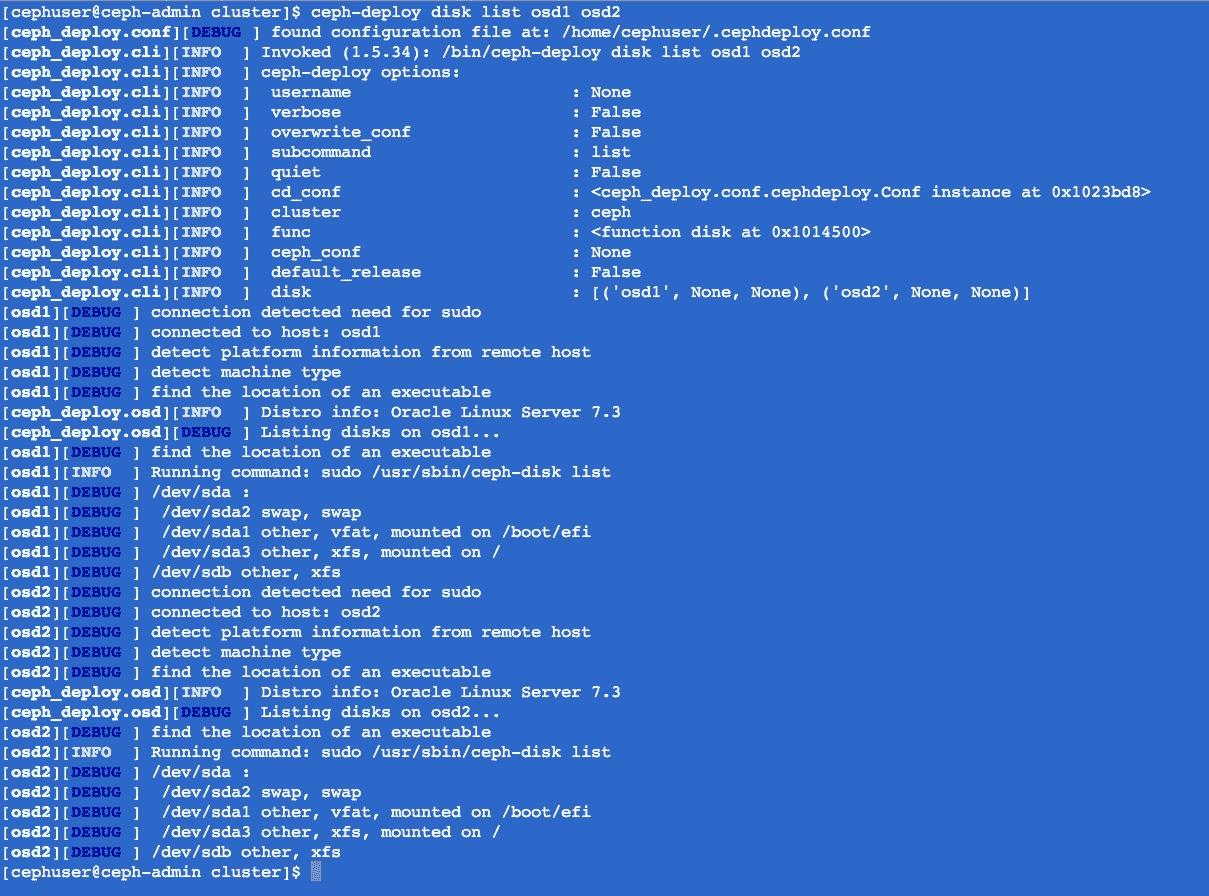 [cephuser@ceph-admin cluster]$ ceph-deploy disk list osd1 osd2
[ceph_deploy.conf][DEBUG ] found configuration file at: /home/cephuser/.cephdeploy.conf
[ceph_deploy.cli][INFO  ] Invoked (1.5.34): /bin/ceph-deploy disk list osd1 osd2
[ceph_deploy.cli][INFO  ] ceph-deploy options:
[ceph_deploy.cli][INFO  ]  username                      : None
[ceph_deploy.cli][INFO  ]  verbose                       : False
[ceph_deploy.cli][INFO  ]  overwrite_conf                : False
[ceph_deploy.cli][INFO  ]  subcommand                    : list
[ceph_deploy.cli][INFO  ]  quiet                         : False
[ceph_deploy.cli][INFO  ]  cd_conf                       : <ceph_deploy.conf.cephdeploy.Conf instance at 0x1023bd8>
[ceph_deploy.cli][INFO  ]  cluster                       : ceph
[ceph_deploy.cli][INFO  ]  func                          : <function disk at 0x1014500>
[ceph_deploy.cli][INFO  ]  ceph_conf                     : None
[ceph_deploy.cli][INFO  ]  default_release               : False
[ceph_deploy.cli][INFO  ]  disk                          : [('osd1', None, None), ('osd2', None, None)]
[osd1][DEBUG ] connection detected need for sudo
[osd1][DEBUG ] connected to host: osd1
[osd1][DEBUG ] detect platform information from remote host
[osd1][DEBUG ] detect machine type
[osd1][DEBUG ] find the location of an executable
[ceph_deploy.osd][INFO  ] Distro info: Oracle Linux Server 7.3
[ceph_deploy.osd][DEBUG ] Listing disks on osd1...
[osd1][DEBUG ] find the location of an executable
[osd1][INFO  ] Running command: sudo /usr/sbin/ceph-disk list
[osd1][DEBUG ] /dev/sda :
[osd1][DEBUG ]  /dev/sda2 swap, swap
[osd1][DEBUG ]  /dev/sda1 other, vfat, mounted on /boot/efi
[osd1][DEBUG ]  /dev/sda3 other, xfs, mounted on /
[osd1][DEBUG ] /dev/sdb other, xfs
[osd2][DEBUG ] connection detected need for sudo
[osd2][DEBUG ] connected to host: osd2
[osd2][DEBUG ] detect platform information from remote host
[osd2][DEBUG ] detect machine type
[osd2][DEBUG ] find the location of an executable
[ceph_deploy.osd][INFO  ] Distro info: Oracle Linux Server 7.3
[ceph_deploy.osd][DEBUG ] Listing disks on osd2...
[osd2][DEBUG ] find the location of an executable
[osd2][INFO  ] Running command: sudo /usr/sbin/ceph-disk list
[osd2][DEBUG ] /dev/sda :
[osd2][DEBUG ]  /dev/sda2 swap, swap
[osd2][DEBUG ]  /dev/sda1 other, vfat, mounted on /boot/efi
[osd2][DEBUG ]  /dev/sda3 other, xfs, mounted on /
[osd2][DEBUG ] /dev/sdb other, xfs
[cephuser@ceph-admin cluster]$